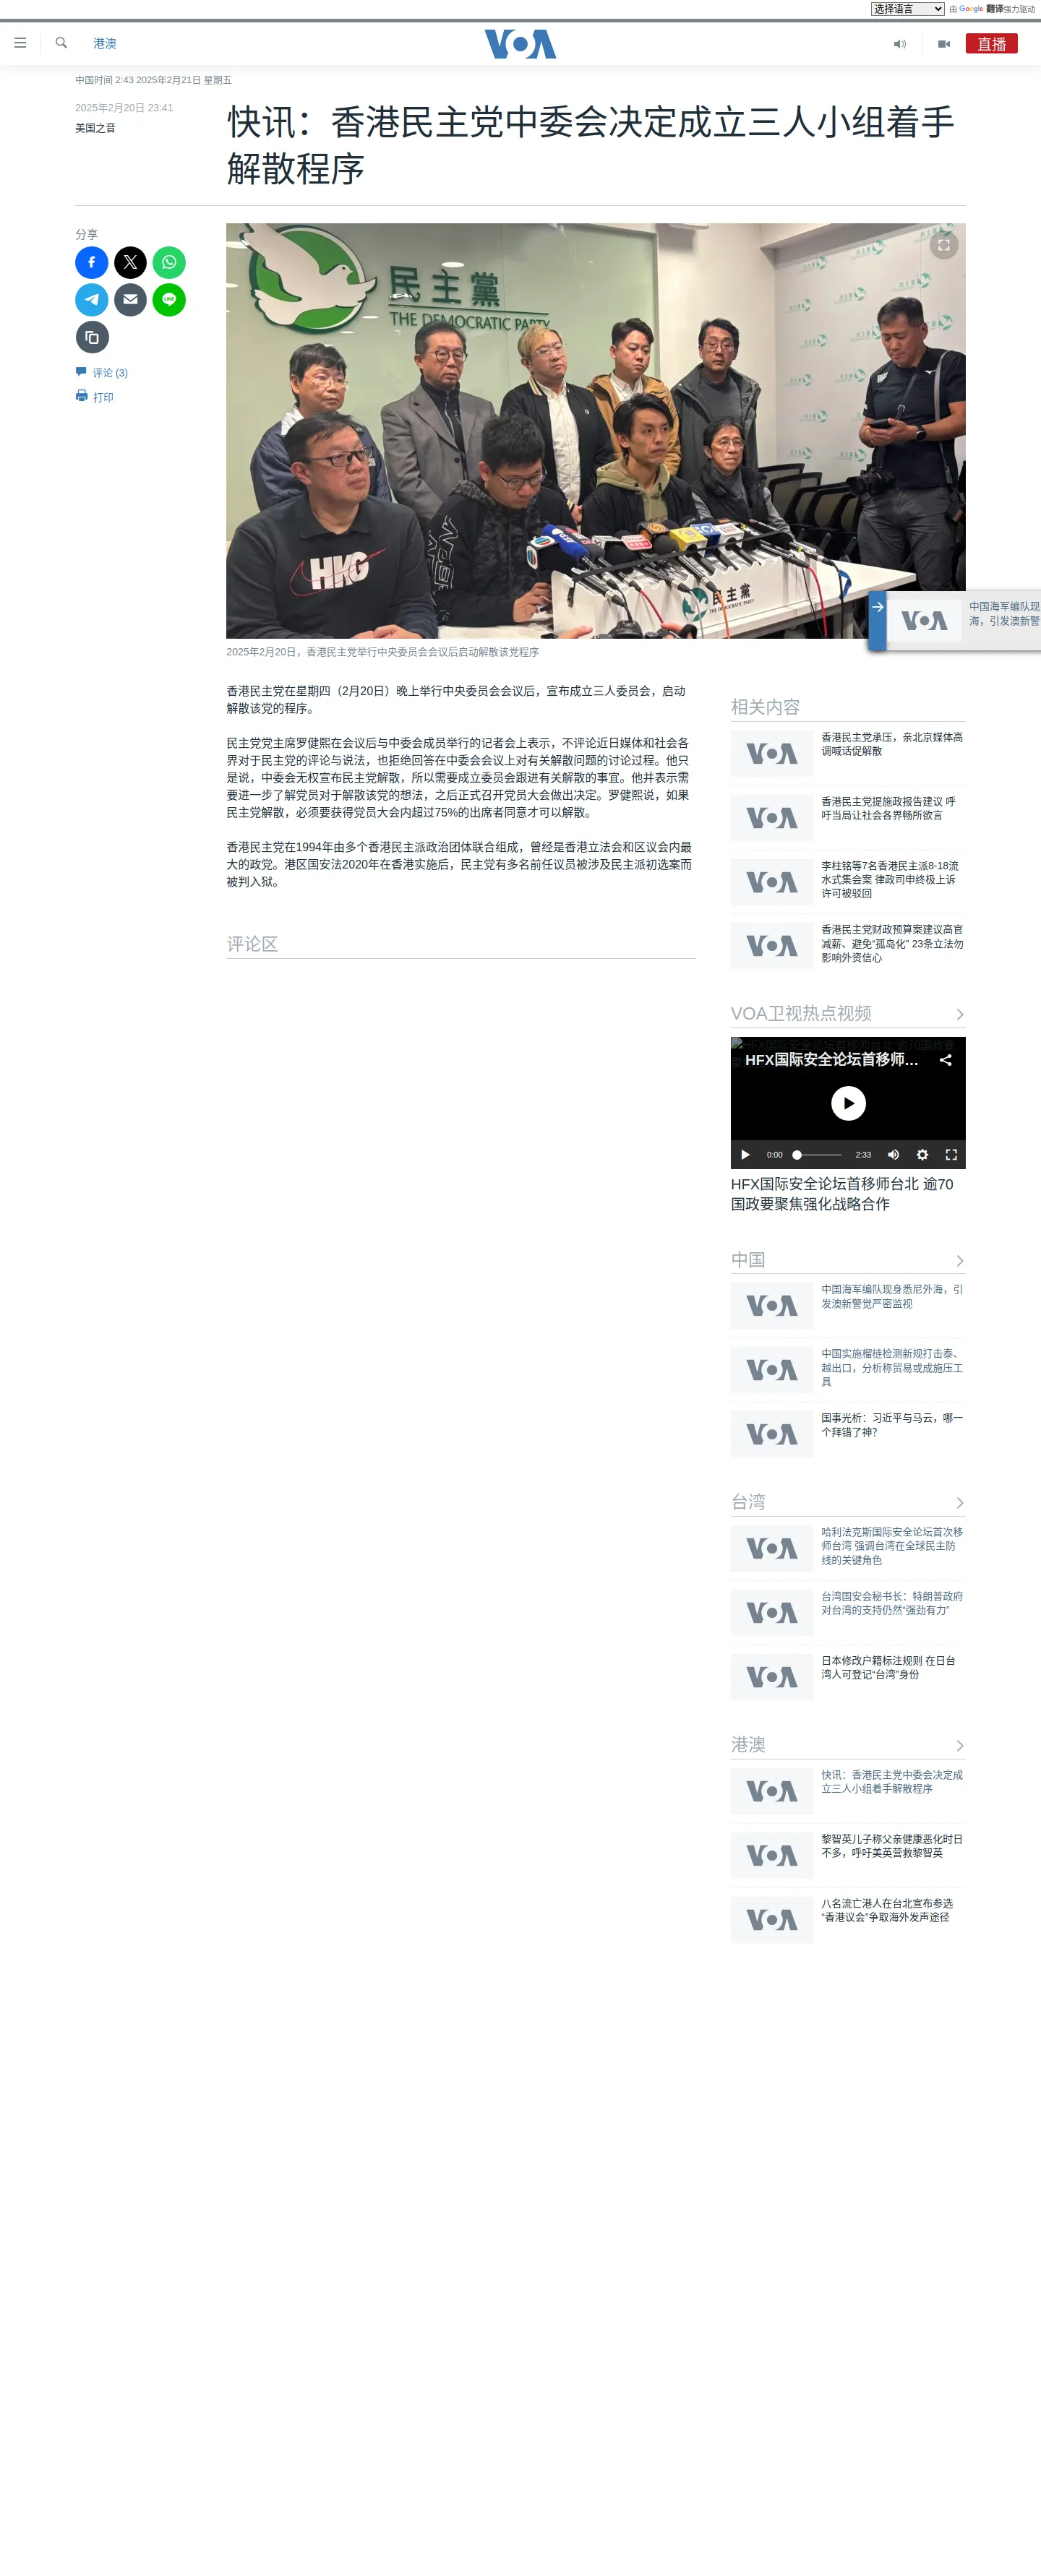 选择语言
由 Google 翻译强力驱动
港澳
VOA
直播
中国时间 2:43 2025年2月21日 星期五
2025年2月20日 23:41
美国之音
快讯：香港民主党中委会决定成立三人小组着手
解散程序
分享
评论 (3)
打印
民主黨
THE DEMOCRATIC PARTY
HKG
民主黨
THE DEMOCRATIC PARTY
VOA
中国海军编队现
海，引发澳新警
2025年2月20日，香港民主党举行中央委员会会议后启动解散该党程序
香港民主党在星期四（2月20日）晚上举行中央委员会会议后，宣布成立三人委员会，启动
解散该党的程序。
民主党党主席罗健熙在会议后与中委会成员举行的记者会上表示，不评论近日媒体和社会各
界对于民主党的评论与说法，也拒绝回答在中委会会议上对有关解散问题的讨论过程。他只
是说，中委会无权宣布民主党解散，所以需要成立委员会跟进有关解散的事宜。他并表示需
要进一步了解党员对于解散该党的想法，之后正式召开党员大会做出决定。罗健熙说，如果
民主党解散，必须要获得党员大会内超过75%的出席者同意才可以解散。
香港民主党在1994年由多个香港民主派政治团体联合组成，曾经是香港立法会和区议会内最
大的政党。港区国安法2020年在香港实施后，民主党有多名前任议员被涉及民主派初选案而
被判入狱。
评论区
相关内容
VOA
香港民主党承压，亲北京媒体高
调喊话促解散
VOA
香港民主党提施政报告建议 呼
吁当局让社会各界畅所欲言
VOA
李柱铭等7名香港民主派8-18流
水式集会案 律政司申终极上诉
许可被驳回
VOA
香港民主党财政预算案建议高官
减薪、避免“孤岛化” 23条立法勿
影响外资信心
VOA卫视热点视频
HFX国际安全论坛首移师台北 逾70国政要
HFX国际安全论坛首移师...
0:00
2:33
HFX国际安全论坛首移师台北 逾70
国政要聚焦强化战略合作
中国
VOA
中国海军编队现身悉尼外海，引
发澳新警觉严密监视
VOA
中国实施榴梿检测新规打击泰、
越出口，分析称贸易或成施压工
具
VOA
国事光析：习近平与马云，哪一
个拜错了神？
台湾
VOA
哈利法克斯国际安全论坛首次移
师台湾 强调台湾在全球民主防
线的关键角色
VOA
台湾国安会秘书长：特朗普政府
对台湾的支持仍然“强劲有力”
VOA
日本修改户籍标注规则 在日台
湾人可登记“台湾”身份
港澳
VOA
快讯：香港民主党中委会决定成
立三人小组着手解散程序
VOA
黎智英儿子称父亲健康恶化时日
不多，呼吁美英营救黎智英
VOA
八名流亡港人在台北宣布参选
“香港议会”争取海外发声途径